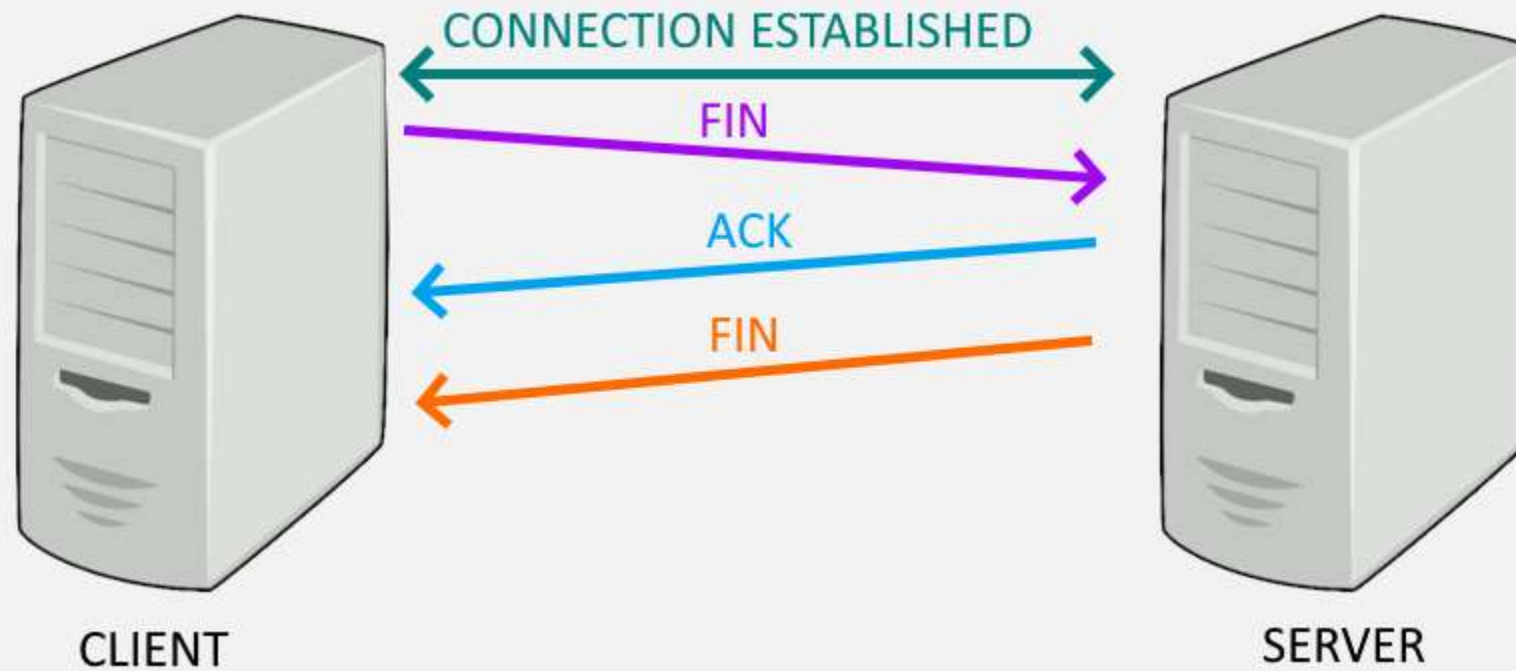 CONNECTION ESTABLISHED
FIN
ACK
FIN
CLIENT
SERVER